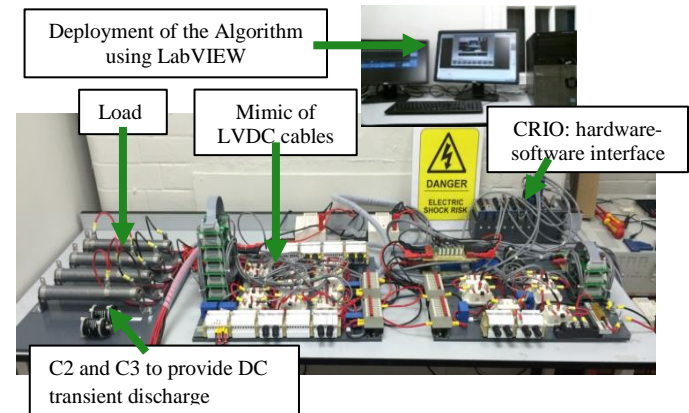 Deployment of the Algorithm
using LabVIEW
Load
Mimic of
LVDC cables
CRIO: hardware-
software interface
DANGER
ELECTRIC
SHOCK RISK
C2 and C3 to provide DC
transient discharge